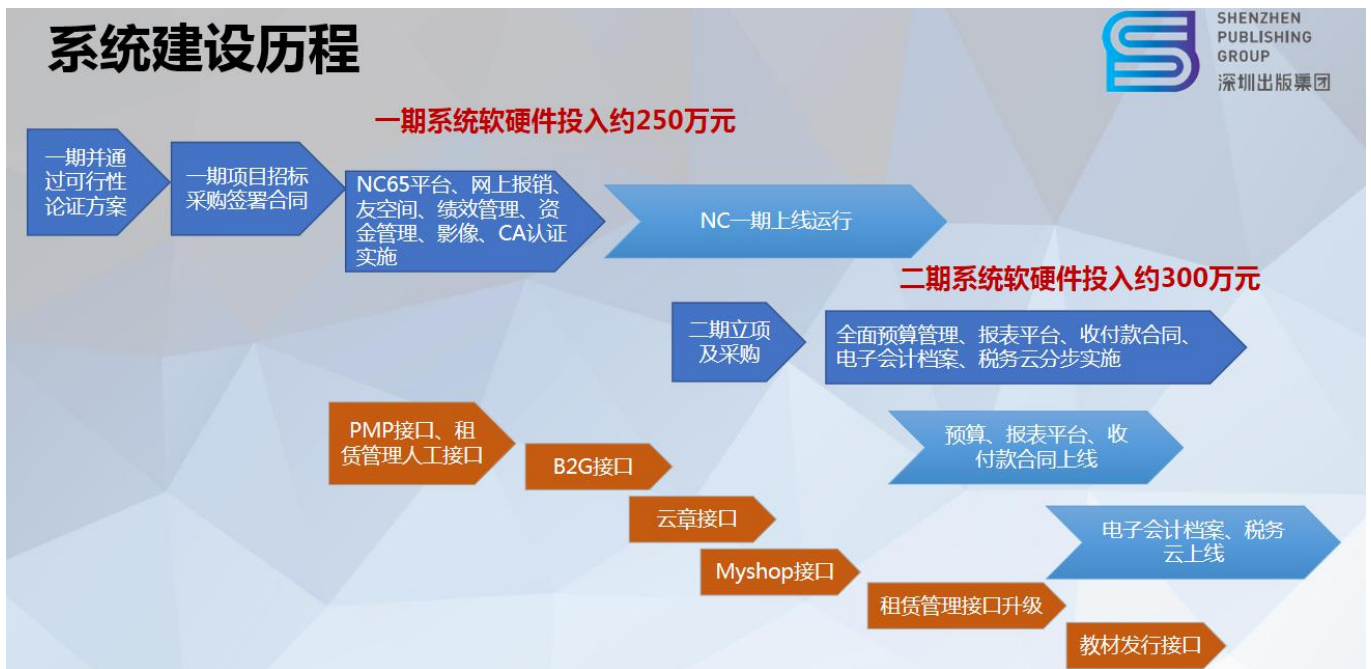 系统建设历程
SHENZHEN
PUBLISHING
GROUP
深圳出版集团
一期系统软硬件投入约250万元
一期并通
过可行性
论证方案
一期项目招标
采购签署合同
NC65平台、网上报销、
友空间、绩效管理、资
金管理、影像、CA认证
实施
NC一期上线运行
二期系统软硬件投入约300万元
二期立项
及采购
全面预算管理、报表平台、收付款合同、
电子会计档案、税务云分步实施
PMP接口、租
赁管理人工接口
B2G接口
预算、报表平台、收
付款合同上线
云章接口
电子会计档案、税务
云上线
Myshop接口
租赁管理接口升级
教材发行接口